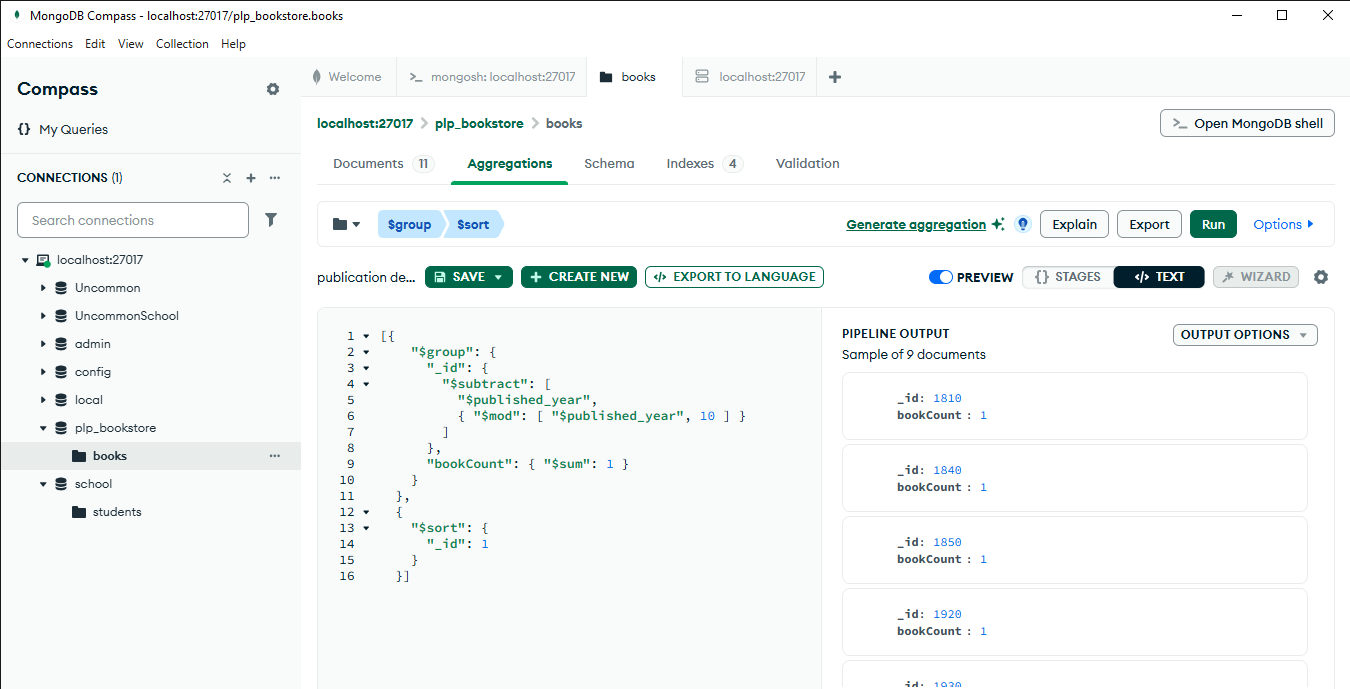 MongoDB Compass - localhost:27017/plp_bookstore.books
Connections Edit View Collection Help
Compass
{} My Queries
CONNECTIONS (1)
Search connections
localhost:27017
Uncommon
UncommonSchool
admin
config
local
plp_bookstore
books
school
students
Welcome
>_ mongosh: localhost:27017
books
localhost:27017
localhost:27017 > plp_bookstore > books
>_ Open MongoDB shell
Documents 11
Aggregations
Schema
Indexes 4
Validation
$group $sort
Generate aggregation
Explain
Export
Run
Options
publication de...
SAVE
+ CREATE NEW
</> EXPORT TO LANGUAGE
PREVIEW
{} STAGES
</> TEXT
WIZARD
1 [{
2 "$group": {
3 "_id": {
4 "$subtract": [
5 "$published_year",
6 { "$mod": [ "$published_year", 10 ] }
7 ]
8 },
9 "bookCount": { "$sum": 1 }
10 }
11 },
12 {
13 "$sort": {
14 "_id": 1
15 }
16 }]
PIPELINE OUTPUT
Sample of 9 documents
OUTPUT OPTIONS
_id: 1810
bookCount : 1
_id: 1840
bookCount : 1
_id: 1850
bookCount : 1
_id: 1920
bookCount : 1
_id: 1930